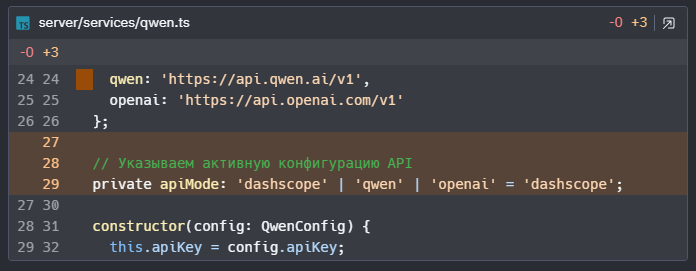 TS server/services/qwen.ts -0 +3
-0 +3
24 24 qwen: 'https://api.qwen.ai/v1',
25 25 openai: 'https://api.openai.com/v1'
26 26 };
27
28 // Указываем активную конфигурацию API
29 private apiMode: 'dashscope' | 'qwen' | 'openai' = 'dashscope';
27 30
28 31 constructor(config: QwenConfig) {
29 32 this.apiKey = config.apiKey;